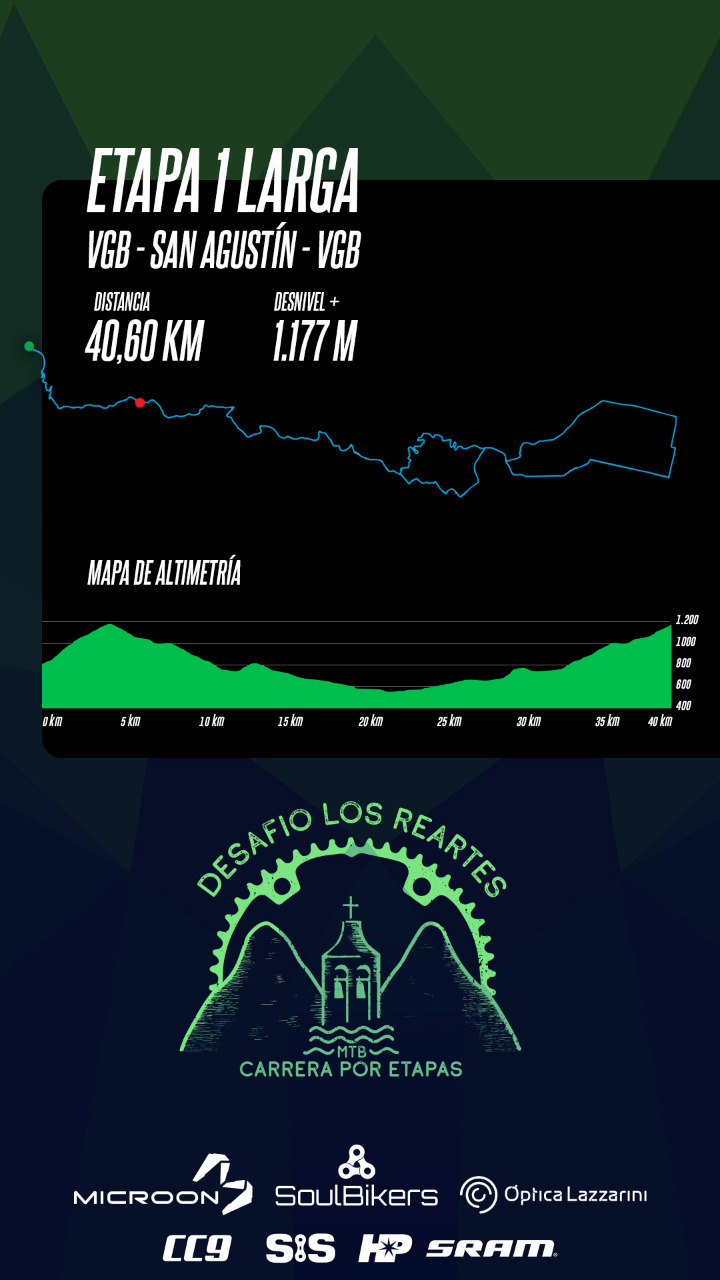 ETAPA 1 LARGA
VGB - SAN AGUSTÍN - VGB
DISTANCIA DESNIVEL +
40,60 KM 1.177 M
MAPA DE ALTIMETRÍA
1.200
1000
800
600
400
0 km 5 km 10 km 15 km 20 km 25 km 30 km 35 km 40 km
DESAFIO LOS REARTES
MTB
CARRERA POR ETAPAS
MICROON SoulBikers Óptica Lazzarini
CC9 SiS HP SRAM